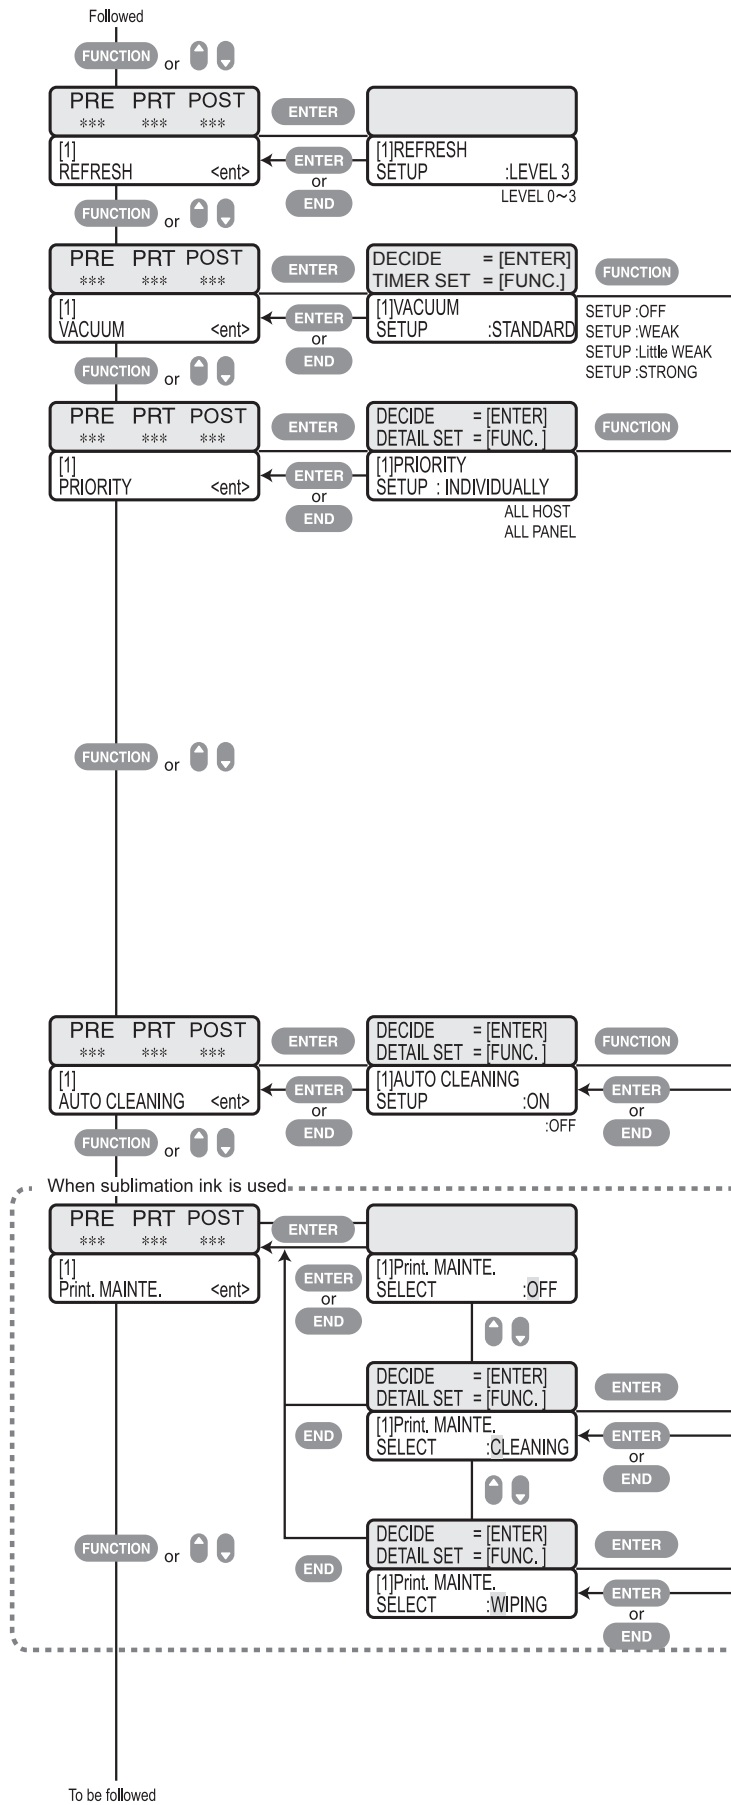 Followed
FUNCTION or
PRE PRT POST
*** *** ***
ENTER
[1]
REFRESH <ent>
ENTER
or
END
[1]REFRESH
SETUP :LEVEL 3
LEVEL 0~3
FUNCTION or
PRE PRT POST
*** *** ***
ENTER
DECIDE = [ENTER]
TIMER SET = [FUNC.]
FUNCTION
[1]
VACUUM <ent>
ENTER
or
END
[1]VACUUM
SETUP :STANDARD
SETUP :OFF
SETUP :WEAK
SETUP :Little WEAK
SETUP :STRONG
FUNCTION or
PRE PRT POST
*** *** ***
ENTER
DECIDE = [ENTER]
DETAIL SET = [FUNC. ]
FUNCTION
[1]
PRIORITY <ent>
ENTER
or
END
[1]PRIORITY
SETUP : INDIVIDUALLY
ALL HOST
ALL PANEL
FUNCTION or
PRE PRT POST
*** *** ***
ENTER
DECIDE = [ENTER]
DETAIL SET = [FUNC. ]
FUNCTION
[1]
AUTO CLEANING <ent>
ENTER
or
END
[1]AUTO CLEANING
SETUP :ON
:OFF
ENTER
or
END
FUNCTION or
When sublimation ink is used
PRE PRT POST
*** *** ***
ENTER
[1]
Print. MAINTE. <ent>
ENTER
or
END
[1]Print. MAINTE.
SELECT :OFF
DECIDE = [ENTER]
DETAIL SET = [FUNC. ]
ENTER
END
[1]Print. MAINTE.
SELECT :CLEANING
ENTER
or
END
FUNCTION or
DECIDE = [ENTER]
DETAIL SET = [FUNC. ]
ENTER
END
[1]Print. MAINTE.
SELECT :WIPING
ENTER
or
END
To be followed